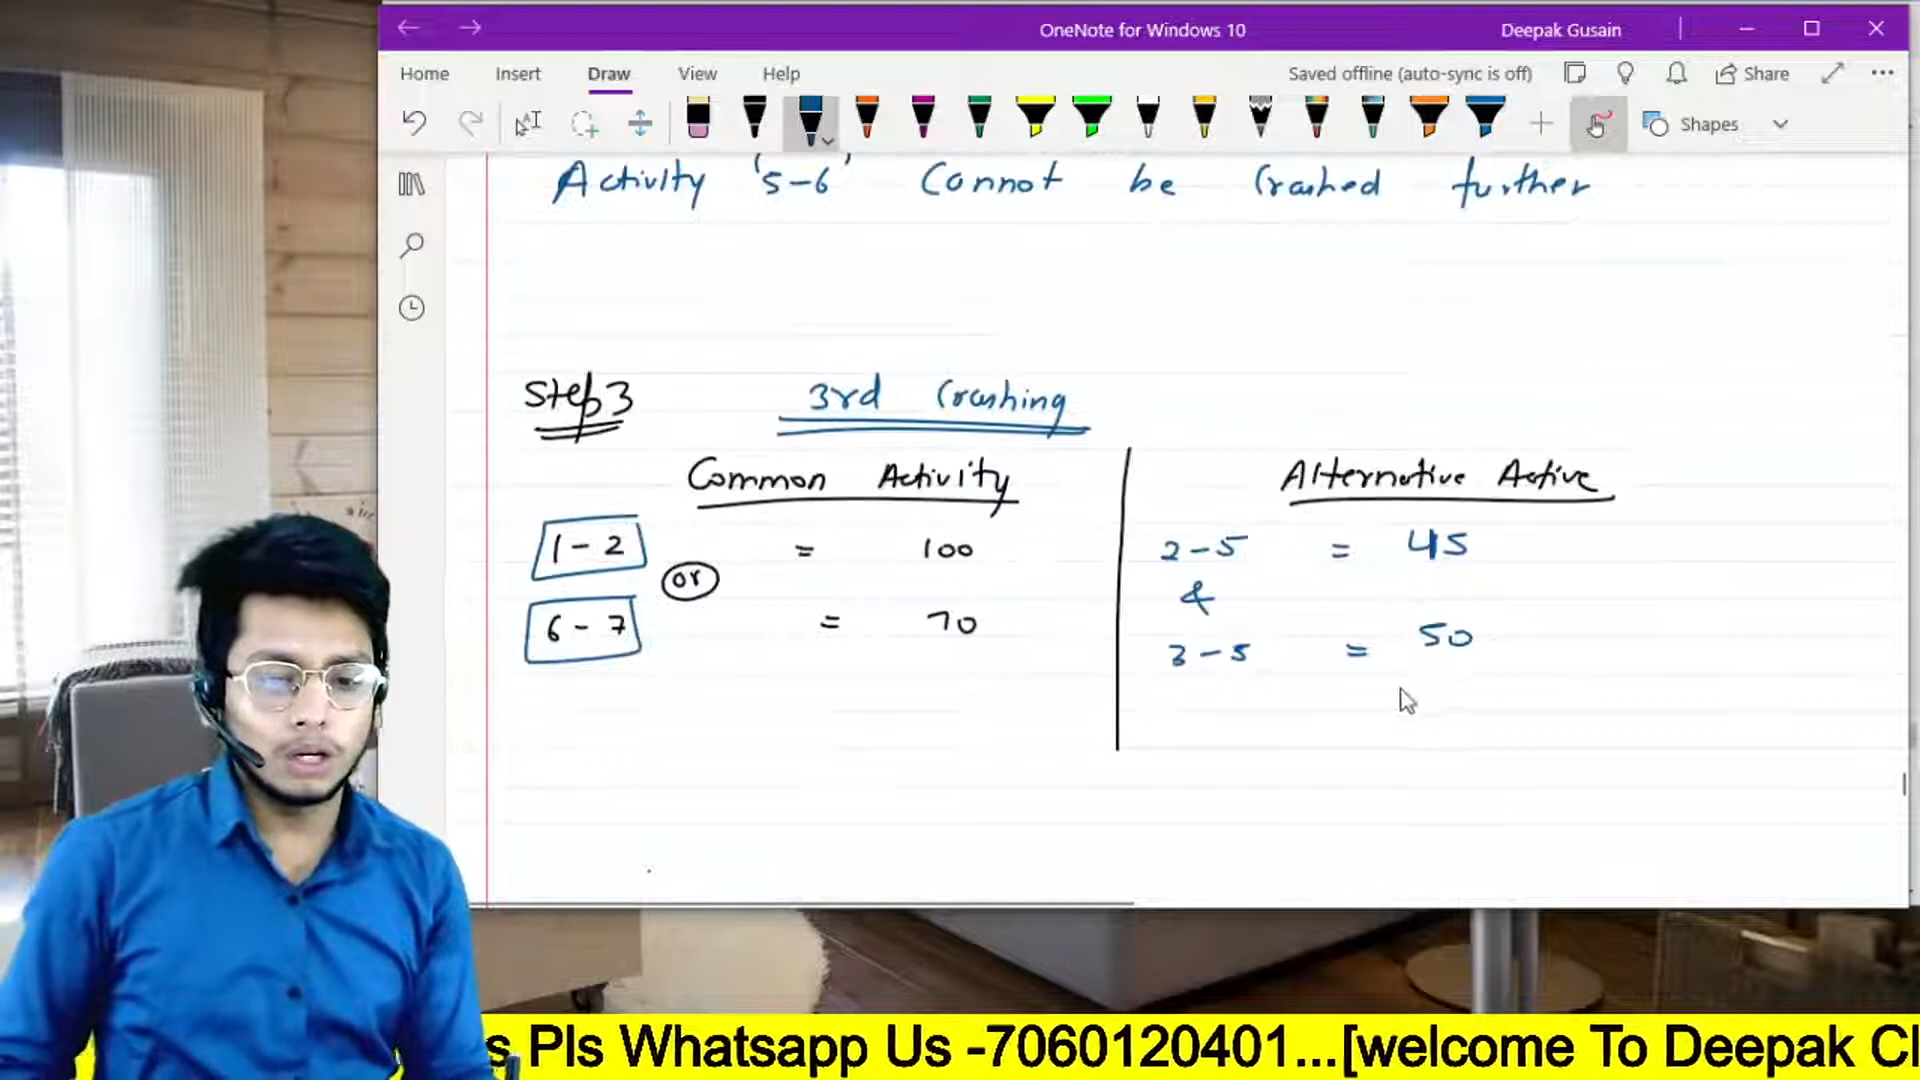 OneNote for Windows 10
Deepak Gusain
Home Insert Draw View Help
Saved offline (auto-sync is off)
Share
Shapes
Activity '5-6' Cannot be Crashed further
Step 3
3rd Crashing
Common Activity
Alternative Active
1 - 2 = 100
or
6 - 7 = 70
2 - 5 = 45
&
3 - 5 = 50
s Pls Whatsapp Us -7060120401...[welcome To Deepak Cl